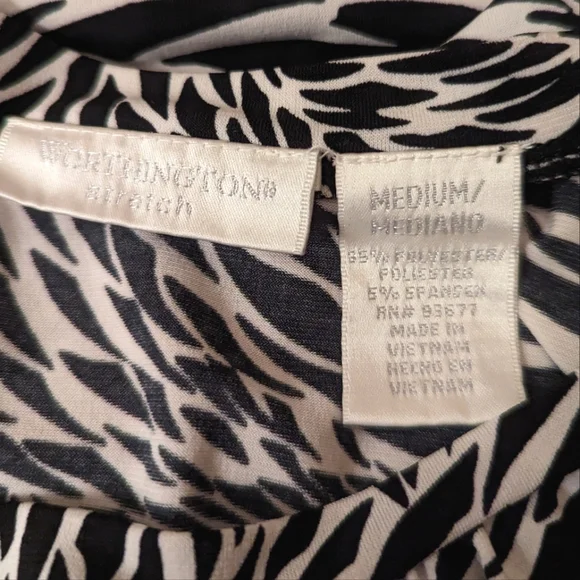 WORTHINGTON®
stretch
MEDIUM/
MEDIANO
95% POLYESTER/
POLIESTER
5% SPANDEX
RN# 93677
MADE IN
VIETNAM
HECHO EN
VIETNAM